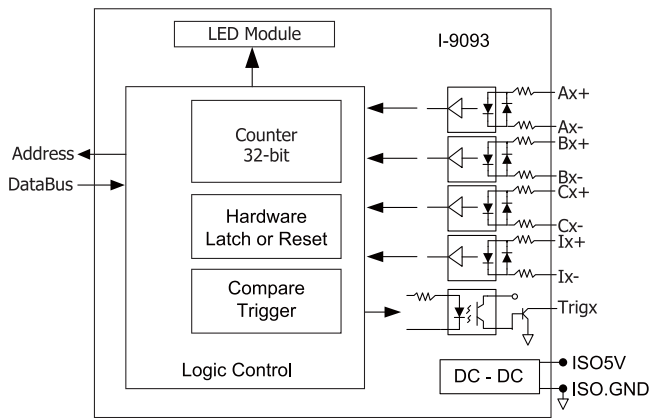 LED Module
I-9093
Ax+
Ax-
Bx+
Bx-
Cx+
Cx-
Ix+
Ix-
Trigx
Address
DataBus
Counter
32-bit
Hardware
Latch or Reset
Compare
Trigger
Logic Control
DC - DC
ISO5V
ISO.GND